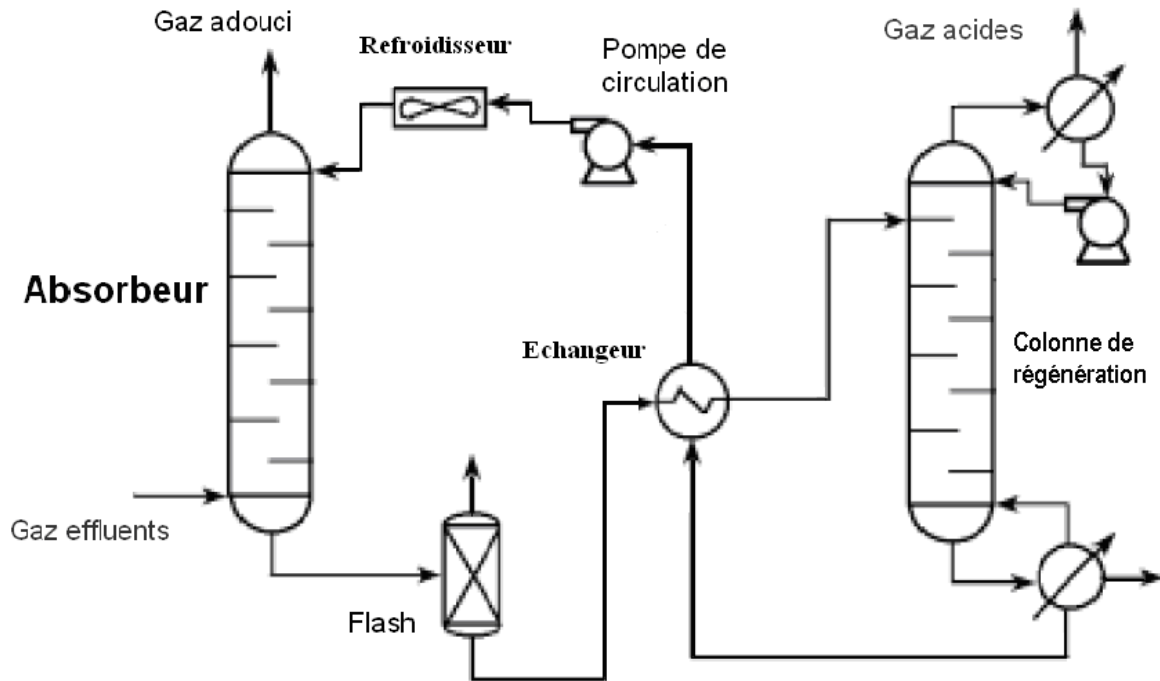 Gaz adouci
Refroidisseur
Pompe de
circulation
Gaz acides
Absorbeur
Echangeur
Colonne de
régénération
Gaz effluents
Flash